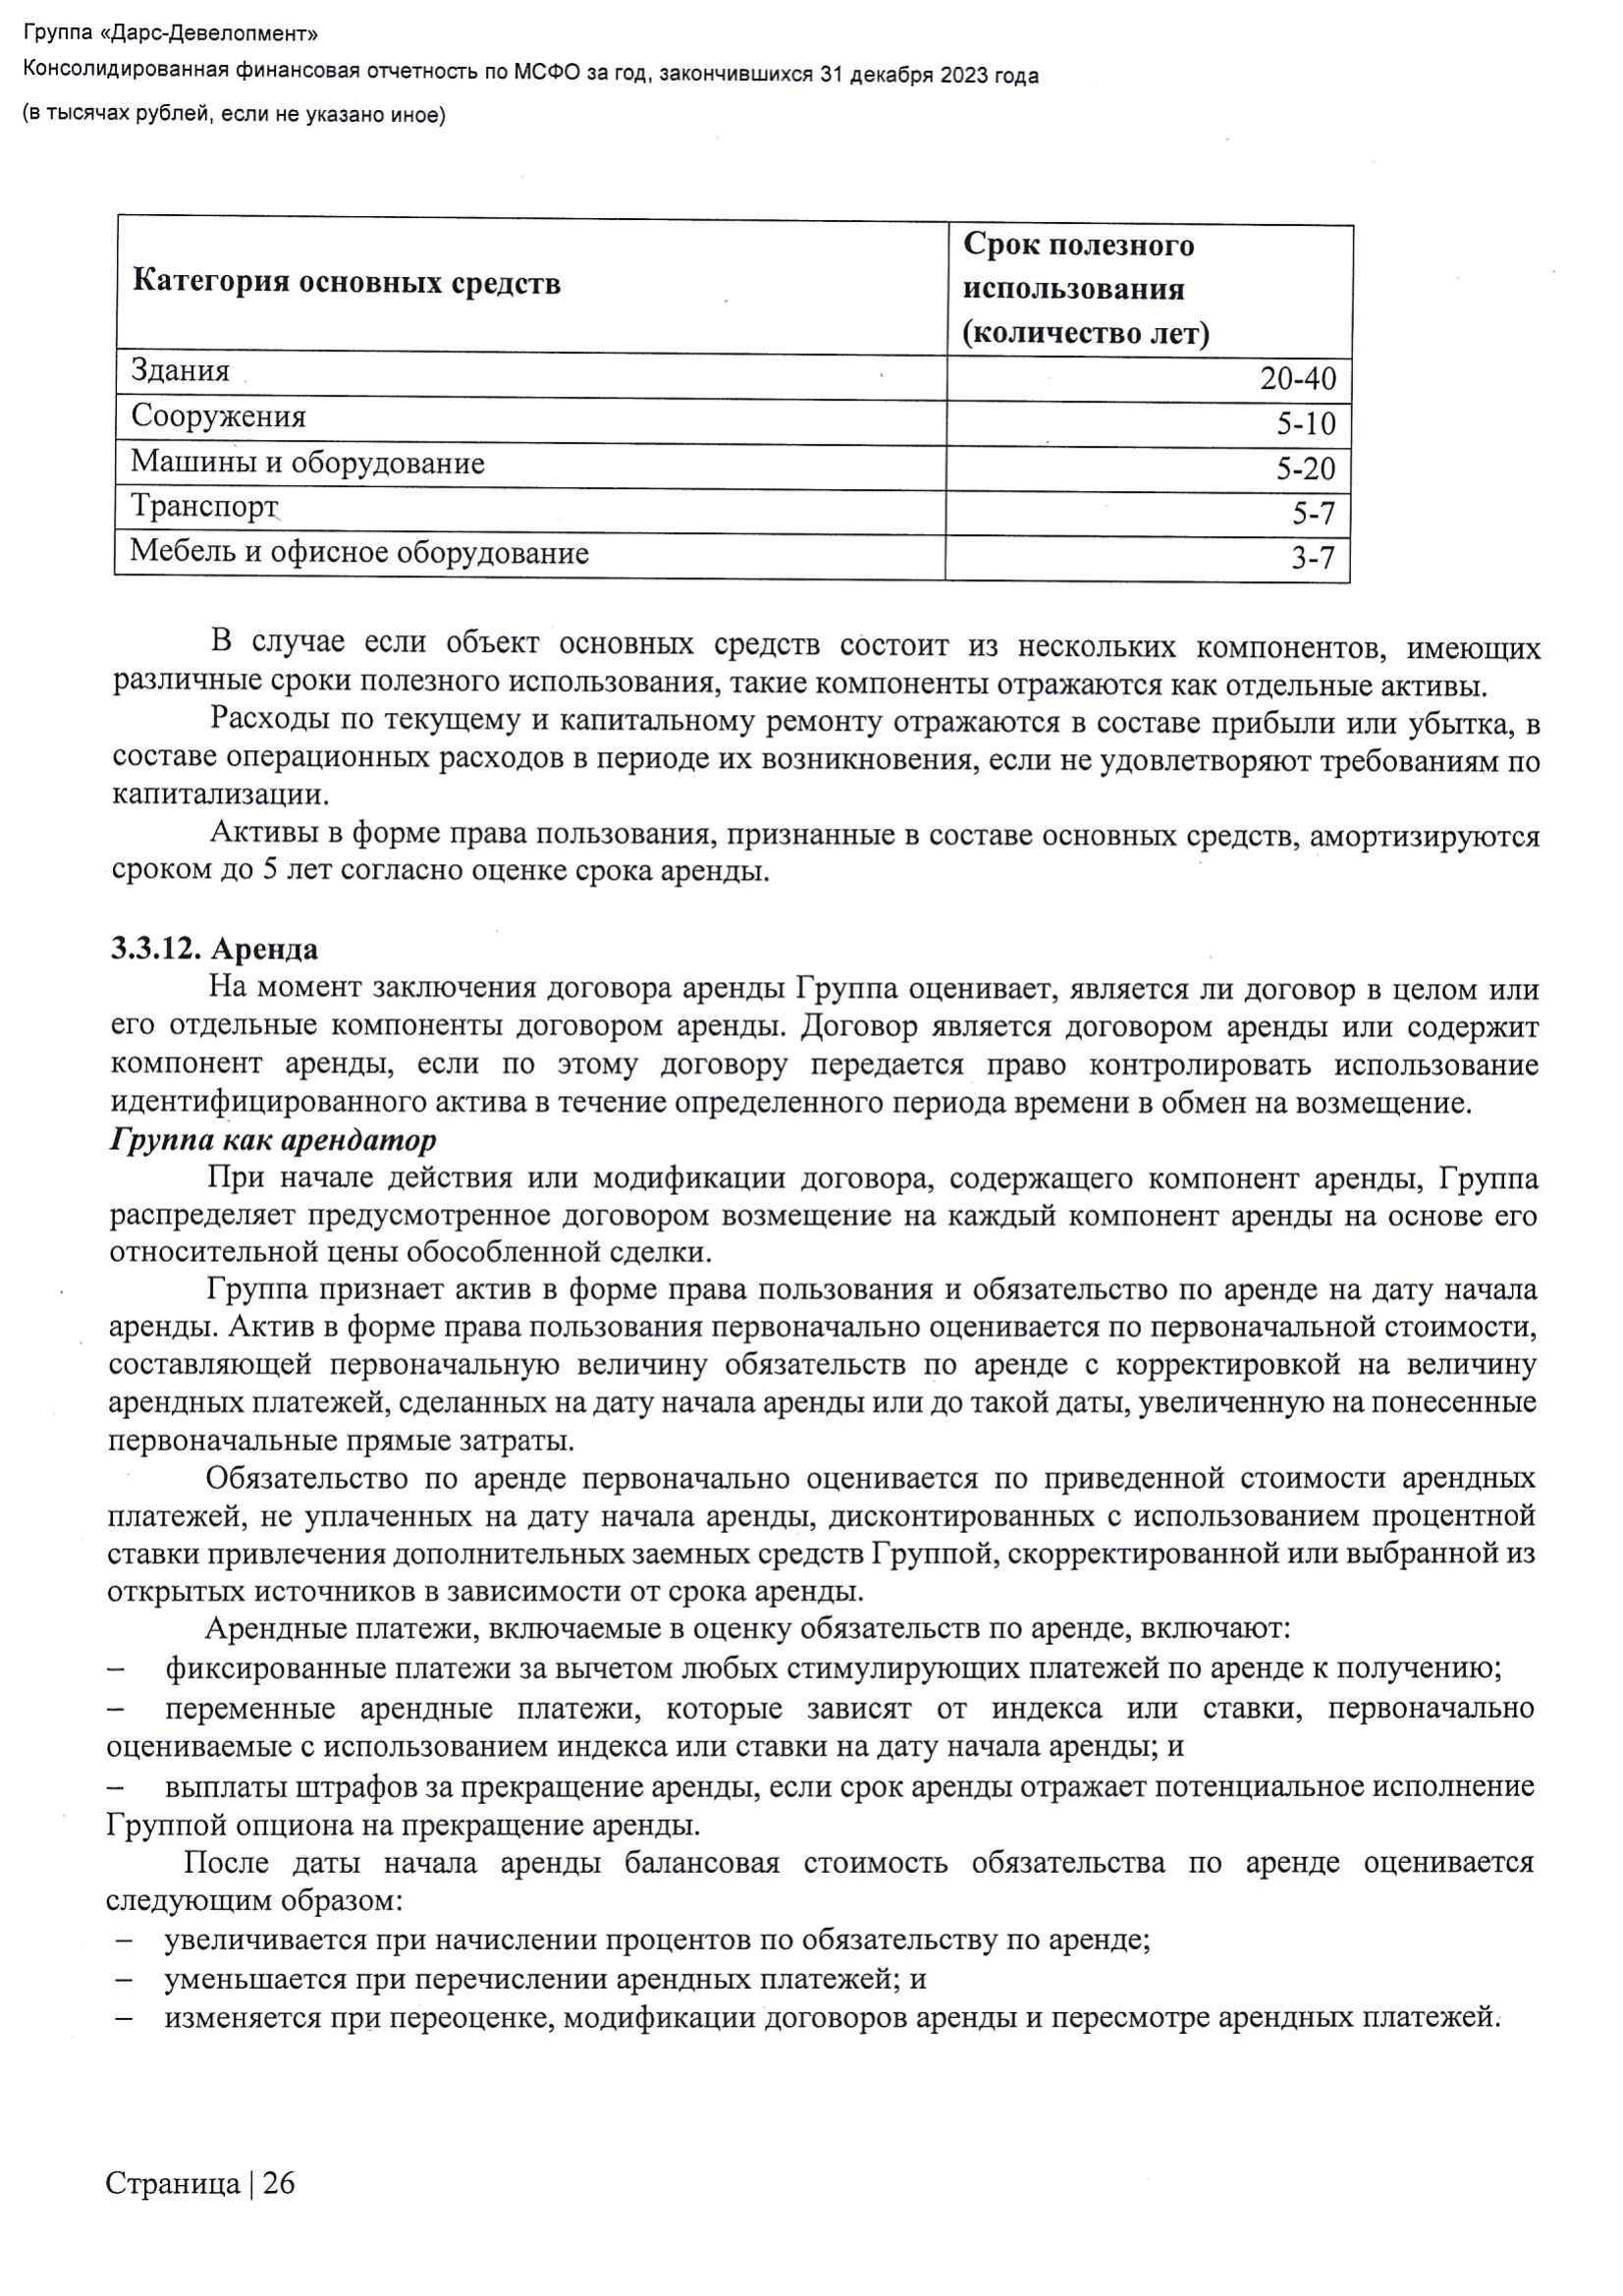 Группа «Дарс-Девелопмент»
Консолидированная финансовая отчетность по МСФО за год, закончившихся 31 декабря 2023 года
(в тысячах рублей, если не указано иное)
Категория основных средств
Срок полезного
использования
(количество лет)
Здания 20-40
Сооружения 5-10
Машины и оборудование 5-20
Транспорт 5-7
Мебель и офисное оборудование 3-7
В случае если объект основных средств состоит из нескольких компонентов, имеющих
различные сроки полезного использования, такие компоненты отражаются как отдельные активы.
Расходы по текущему и капитальному ремонту отражаются в составе прибыли или убытка, в
составе операционных расходов в периоде их возникновения, если не удовлетворяют требованиям по
капитализации.
Активы в форме права пользования, признанные в составе основных средств, амортизируются
сроком до 5 лет согласно оценке срока аренды.
3.3.12. Аренда
На момент заключения договора аренды Группа оценивает, является ли договор в целом или
его отдельные компоненты договором аренды. Договор является договором аренды или содержит
компонент аренды, если по этому договору передается право контролировать использование
идентифицированного актива в течение определенного периода времени в обмен на возмещение.
Группа как арендатор
При начале действия или модификации договора, содержащего компонент аренды, Группа
распределяет предусмотренное договором возмещение на каждый компонент аренды на основе его
относительной цены обособленной сделки.
Группа признает актив в форме права пользования и обязательство по аренде на дату начала
аренды. Актив в форме права пользования первоначально оценивается по первоначальной стоимости,
составляющей первоначальную величину обязательств по аренде с корректировкой на величину
арендных платежей, сделанных на дату начала аренды или до такой даты, увеличенную на понесенные
первоначальные прямые затраты.
Обязательство по аренде первоначально оценивается по приведенной стоимости арендных
платежей, не уплаченных на дату начала аренды, дисконтированных с использованием процентной
ставки привлечения дополнительных заемных средств Группой, скорректированной или выбранной из
открытых источников в зависимости от срока аренды.
Арендные платежи, включаемые в оценку обязательств по аренде, включают:
– фиксированные платежи за вычетом любых стимулирующих платежей по аренде к получению;
– переменные арендные платежи, которые зависят от индекса или ставки, первоначально
оцениваемые с использованием индекса или ставки на дату начала аренды; и
– выплаты штрафов за прекращение аренды, если срок аренды отражает потенциальное исполнение
Группой опциона на прекращение аренды.
После даты начала аренды балансовая стоимость обязательства по аренде оценивается
следующим образом:
– увеличивается при начислении процентов по обязательству по аренде;
– уменьшается при перечислении арендных платежей; и
– изменяется при переоценке, модификации договоров аренды и пересмотре арендных платежей.
Страница | 26